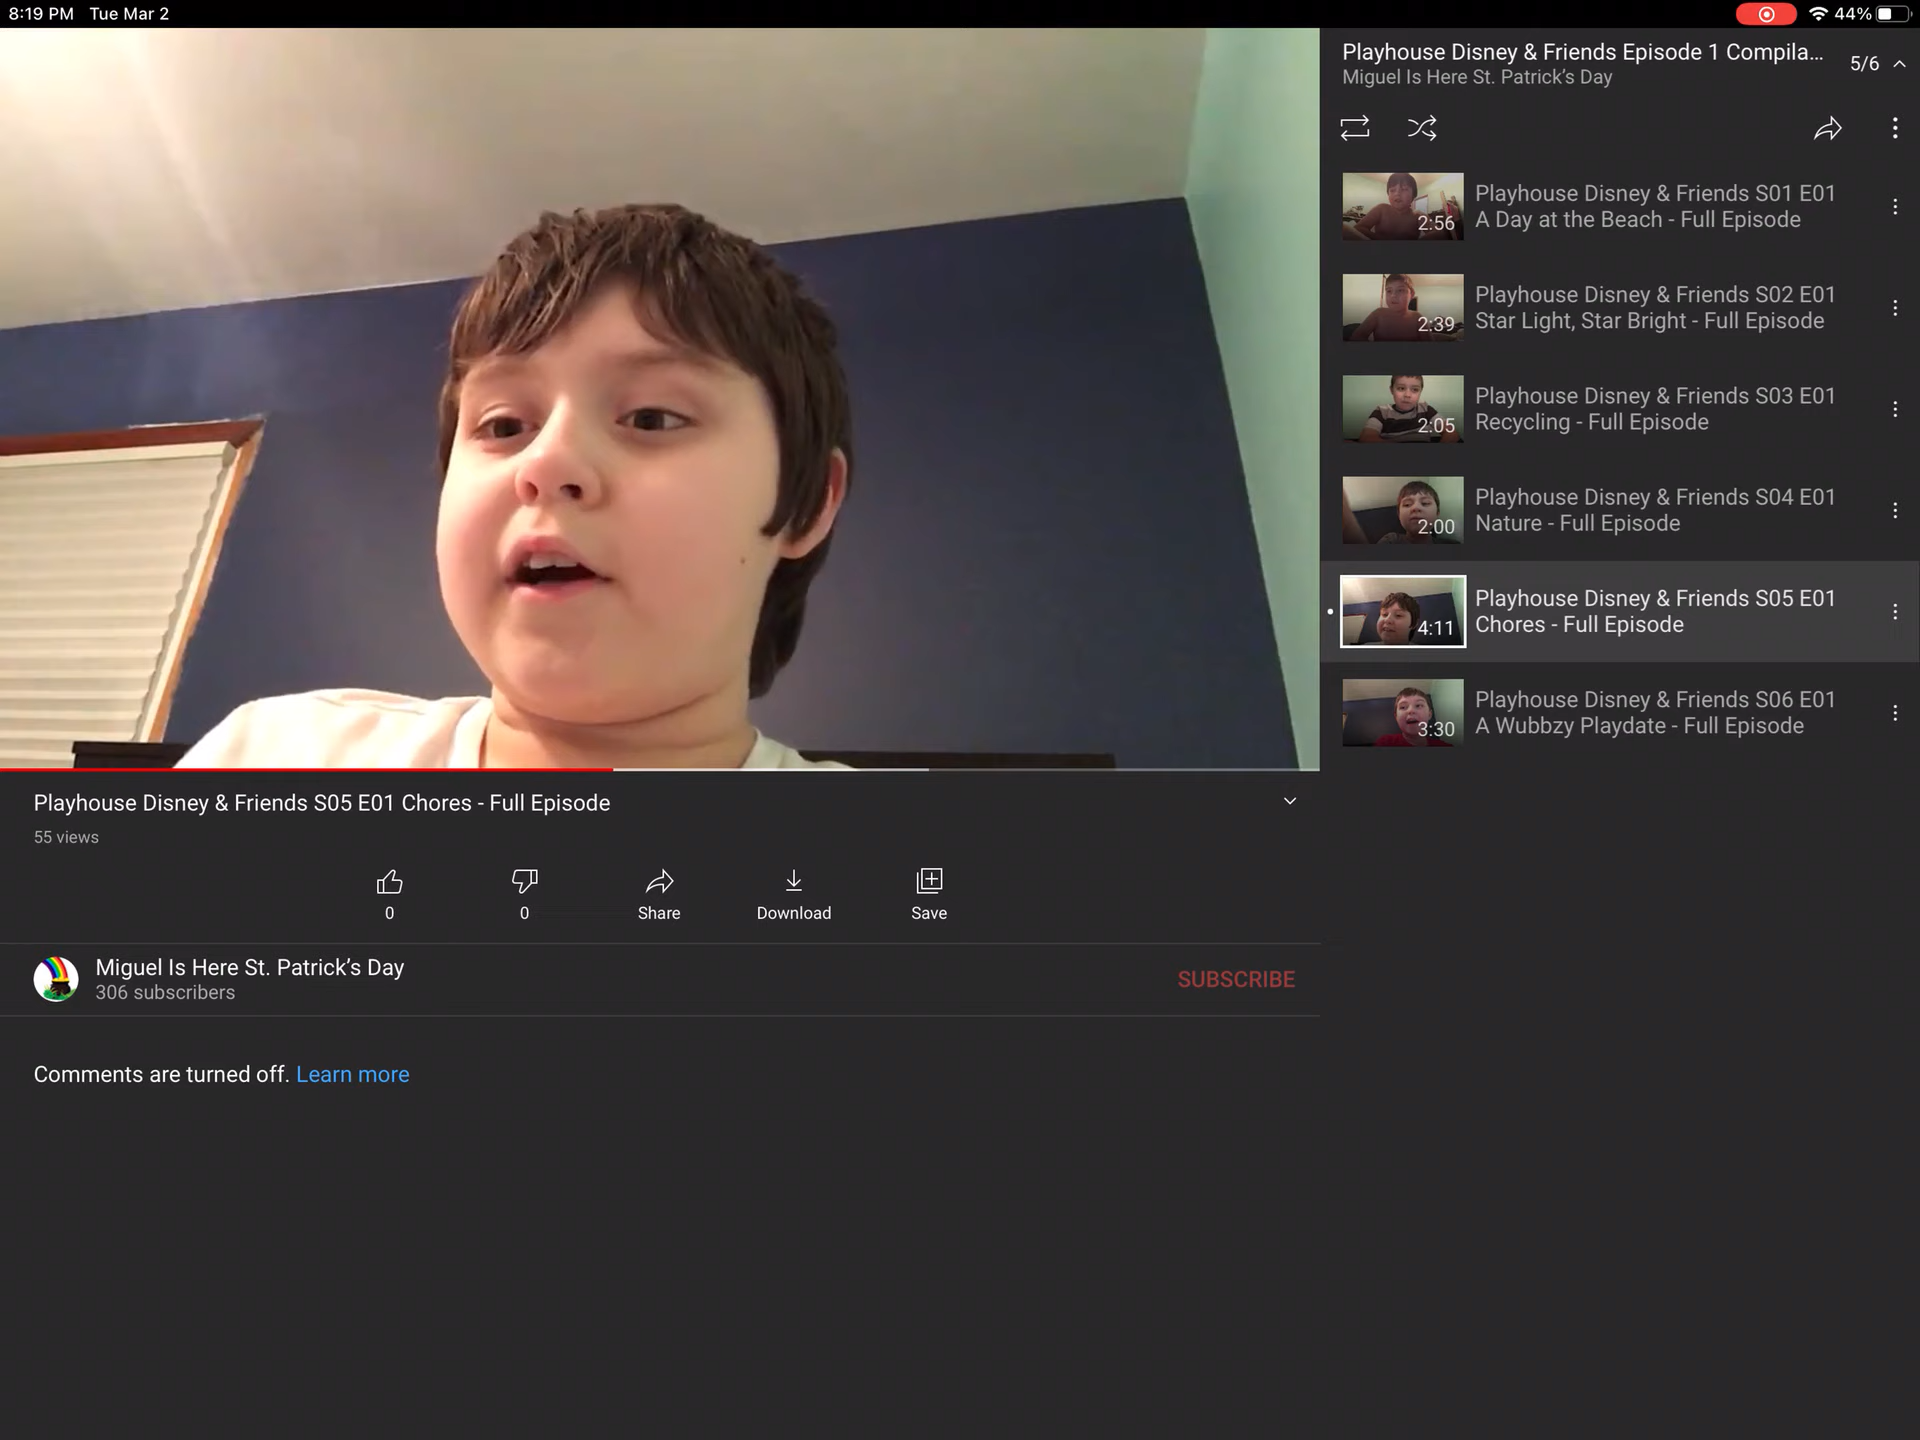 8:19 PM Tue Mar 2
44%
Playhouse Disney & Friends Episode 1 Compila...
Miguel Is Here St. Patrick's Day
5/6
2:56
Playhouse Disney & Friends S01 E01
A Day at the Beach - Full Episode
2:39
Playhouse Disney & Friends S02 E01
Star Light, Star Bright - Full Episode
2:05
Playhouse Disney & Friends S03 E01
Recycling - Full Episode
2:00
Playhouse Disney & Friends S04 E01
Nature - Full Episode
4:11
Playhouse Disney & Friends S05 E01
Chores - Full Episode
3:30
Playhouse Disney & Friends S06 E01
A Wubbzy Playdate - Full Episode
Playhouse Disney & Friends S05 E01 Chores - Full Episode
55 views
0 0 Share Download Save
Miguel Is Here St. Patrick's Day
306 subscribers
SUBSCRIBE
Comments are turned off. Learn more